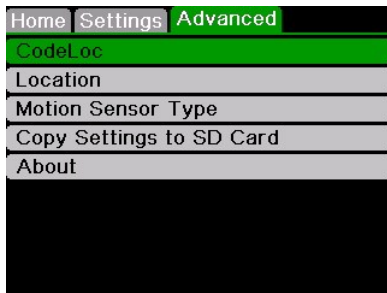 Home Settings Advanced
CodeLoc
Location
Motion Sensor Type
Copy Settings to SD Card
About